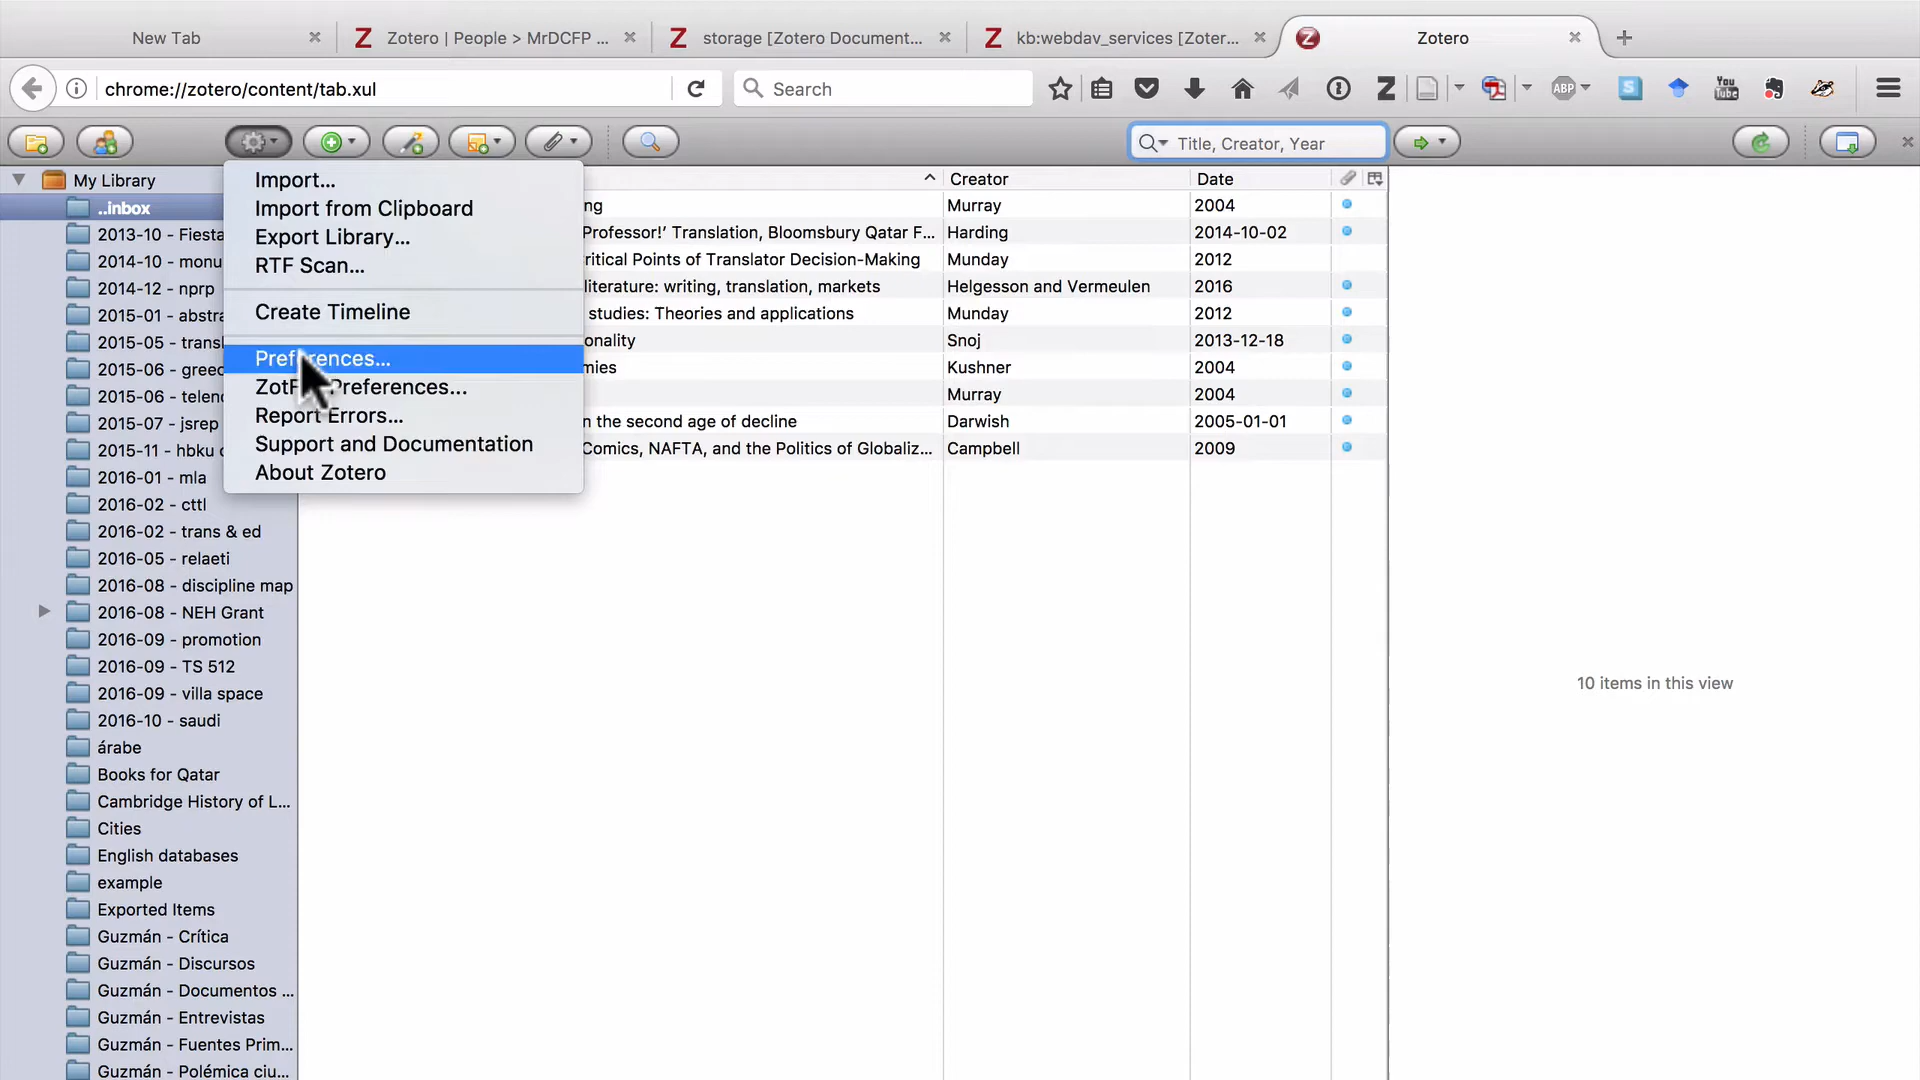 New Tab
Zotero | People > MrDCFP ...
storage [Zotero Document...
kb:webdav_services [Zoter...
Zotero
chrome://zotero/content/tab.xul
Search
ABP
You Tube
Title, Creator, Year
My Library
Creator
Date
..inbox
2013-10 - Fiesta
2014-10 - monu
2014-12 - nprp
2015-01 - abstra
2015-05 - transl
2015-06 - greec
2015-06 - teleno
2015-07 - jsrep
2015-11 - hbku c
2016-01 - mla
2016-02 - cttl
2016-02 - trans & ed
2016-05 - relaeti
2016-08 - discipline map
2016-08 - NEH Grant
2016-09 - promotion
2016-09 - TS 512
2016-09 - villa space
2016-10 - saudi
árabe
Books for Qatar
Cambridge History of L...
Cities
English databases
example
Exported Items
Guzmán - Crítica
Guzmán - Discursos
Guzmán - Documentos ...
Guzmán - Entrevistas
Guzmán - Fuentes Prim...
Guzmán - Polémica ciu...
Import...
Import from Clipboard
Export Library...
RTF Scan...
Create Timeline
Preferences...
Preferences...
Report Errors...
Support and Documentation
About Zotero
ng Murray 2004
Professor!’ Translation, Bloomsbury Qatar F... Harding 2014-10-02
ritical Points of Translator Decision-Making Munday 2012
literature: writing, translation, markets Helgesson and Vermeulen 2016
studies: Theories and applications Munday 2012
onality Snoj 2013-12-18
mies Kushner 2004
Murray 2004
n the second age of decline Darwish 2005-01-01
Comics, NAFTA, and the Politics of Globaliz... Campbell 2009
10 items in this view